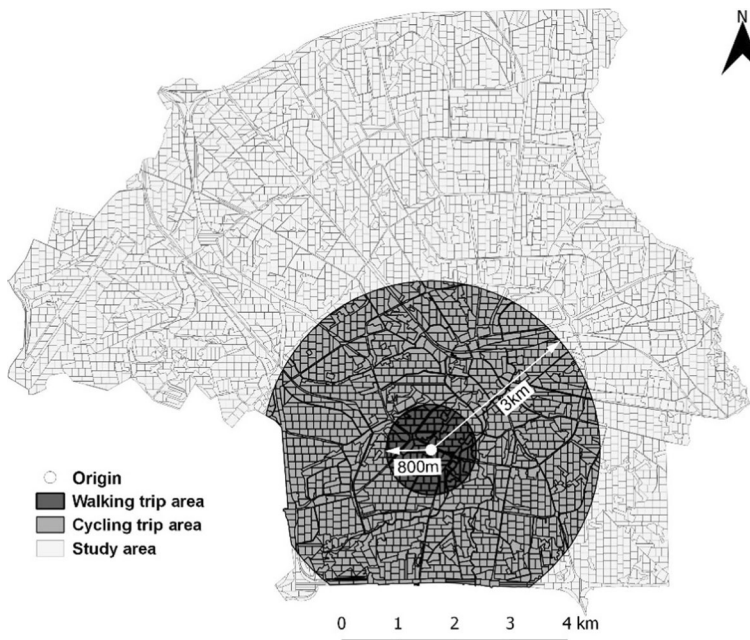 N
3km
800m
Origin
Walking trip area
Cycling trip area
Study area
0 1 2 3 4 km